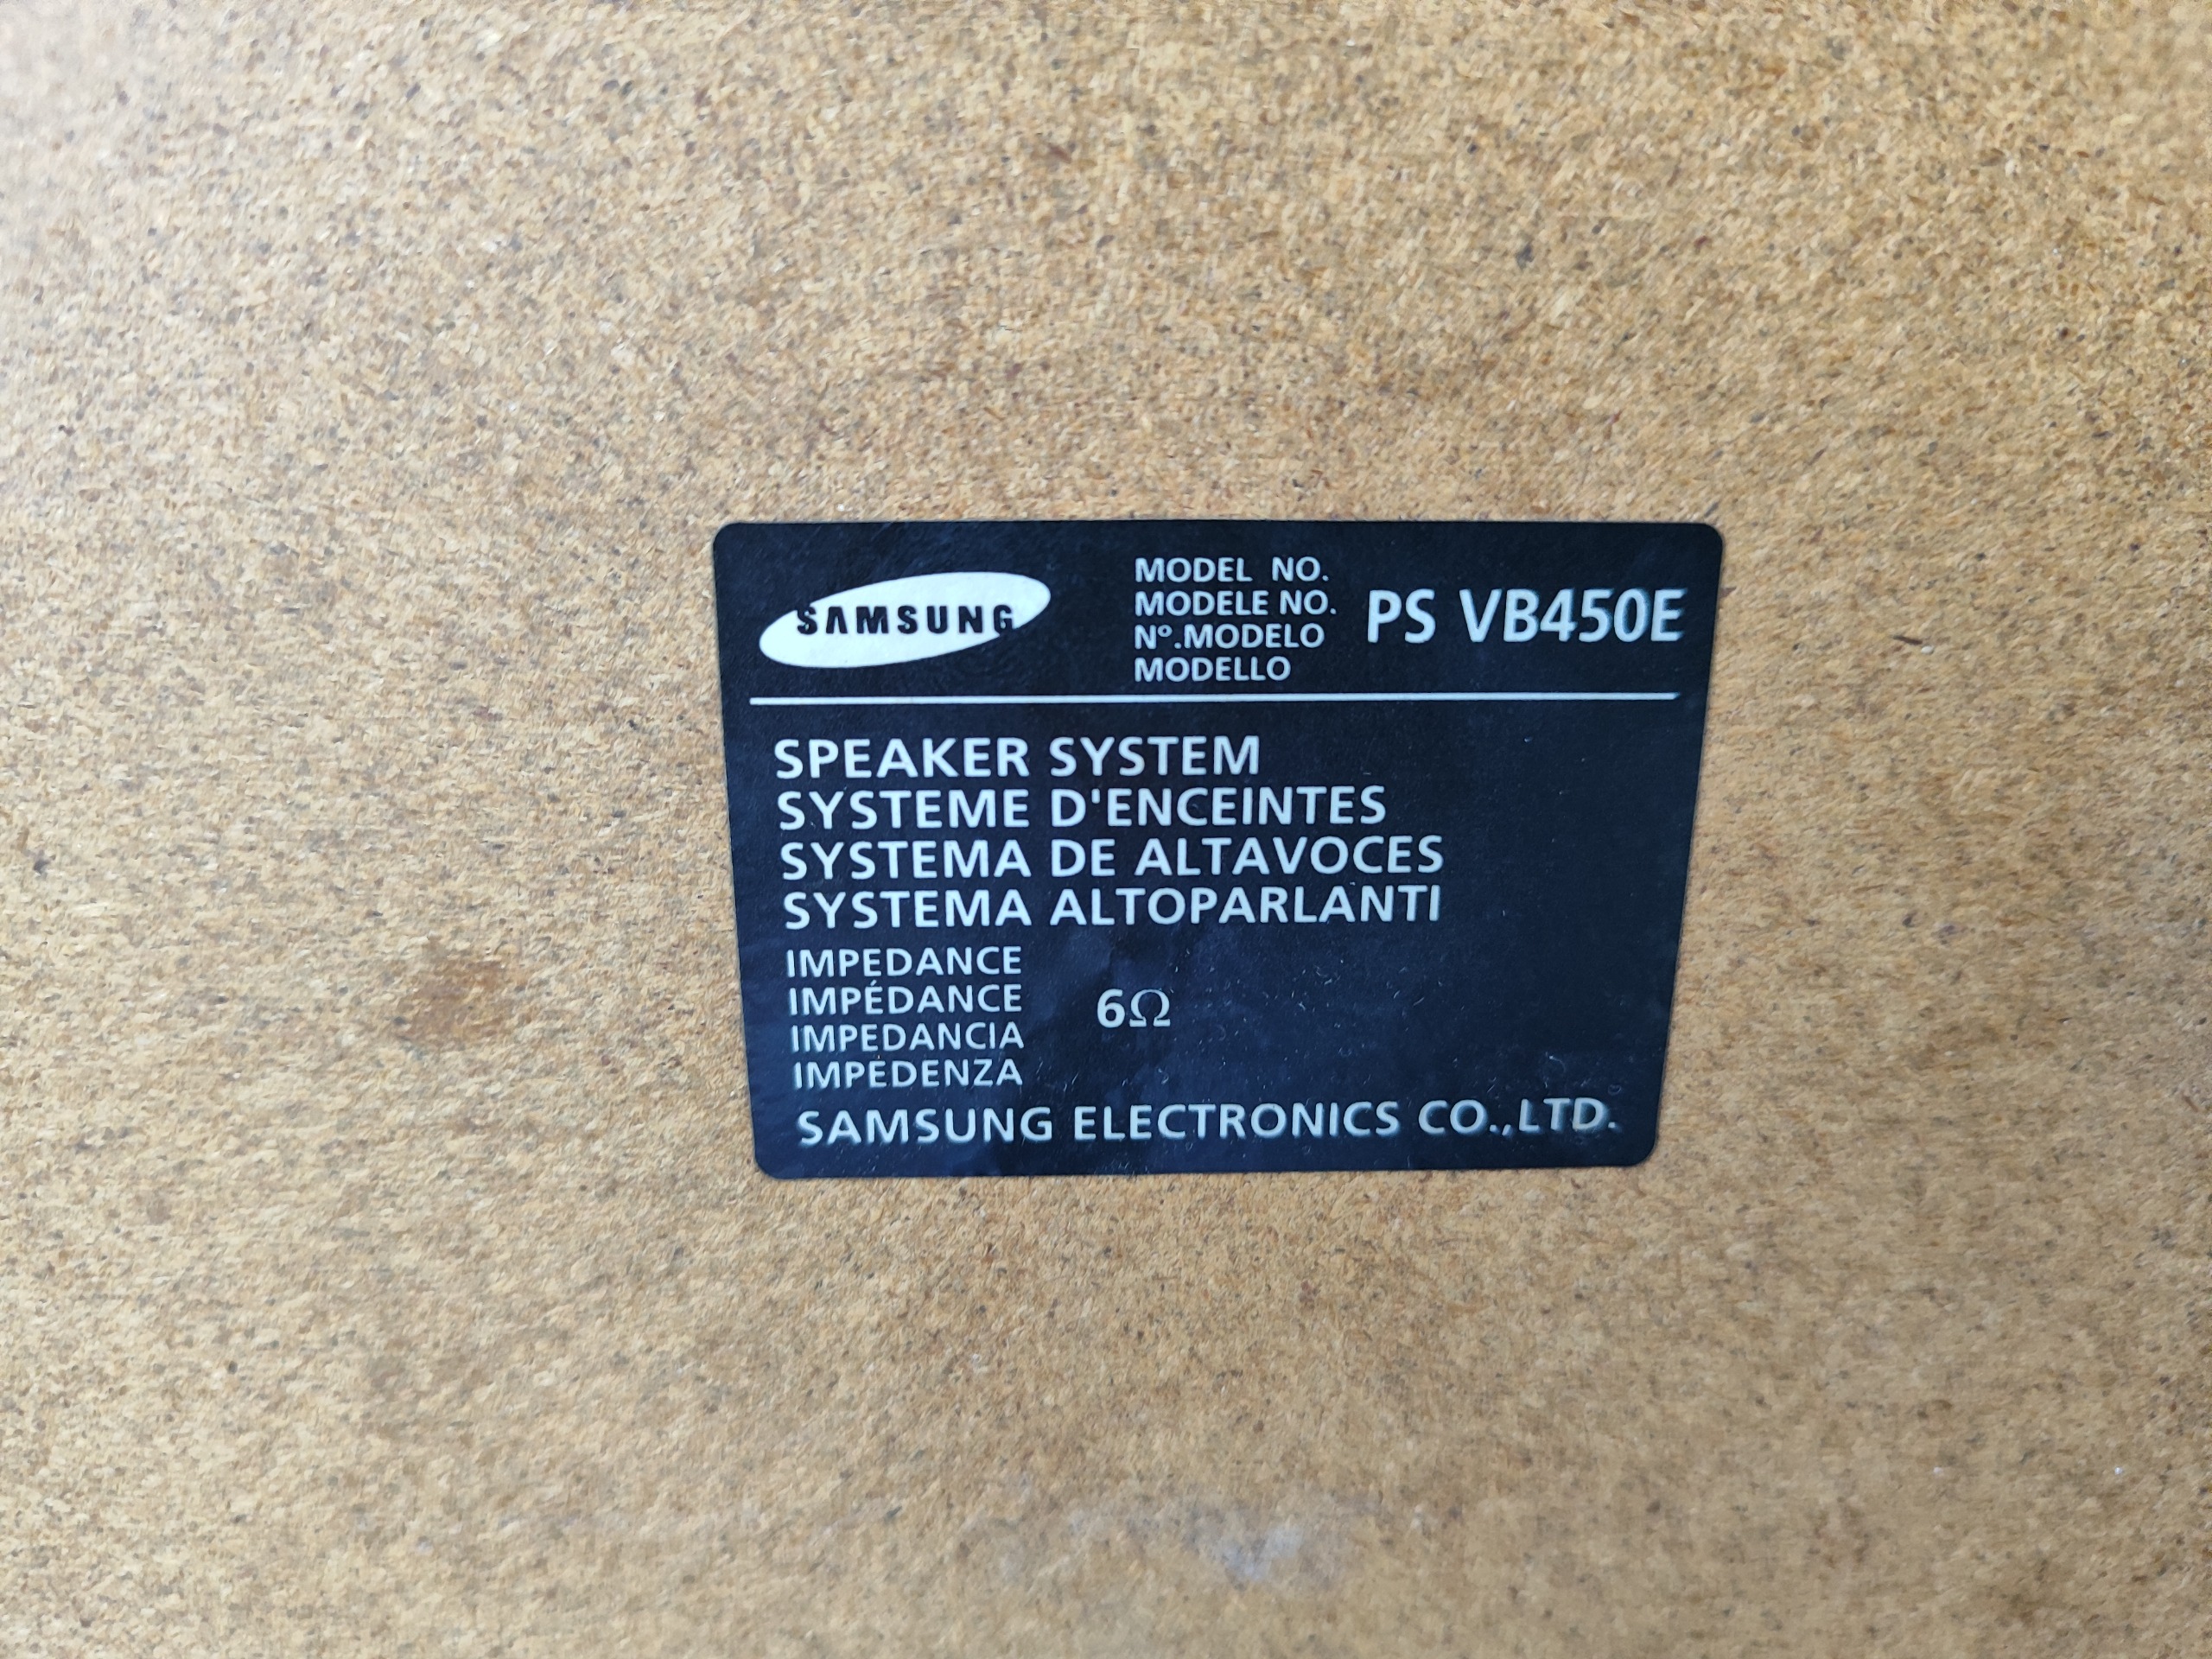 SAMSUNG
MODEL NO.
MODELE NO.
Nº.MODELO
MODELLO
PS VB450E
SPEAKER SYSTEM
SYSTEME D'ENCEINTES
SYSTEMA DE ALTAVOCES
SYSTEMA ALTOPARLANTI
IMPEDANCE
IMPÉDANCE
IMPEDANCIA
IMPEDENZA
6Ω
SAMSUNG ELECTRONICS CO.,LTD.